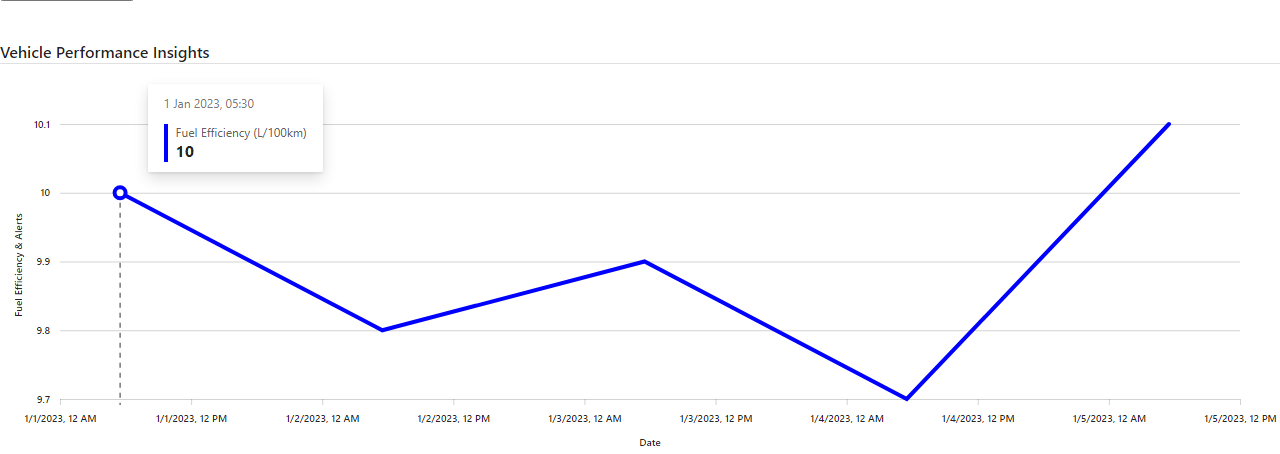 Vehicle Performance Insights
1 Jan 2023, 05:30
Fuel Efficiency (L/100km)
10
10.1
10
9.9
9.8
9.7
Fuel Efficiency & Alerts
1/1/2023, 12 AM
1/1/2023, 12 PM
1/2/2023, 12 AM
1/2/2023, 12 PM
1/3/2023, 12 AM
1/3/2023, 12 PM
1/4/2023, 12 AM
1/4/2023, 12 PM
1/5/2023, 12 AM
1/5/2023, 12 PM
Date